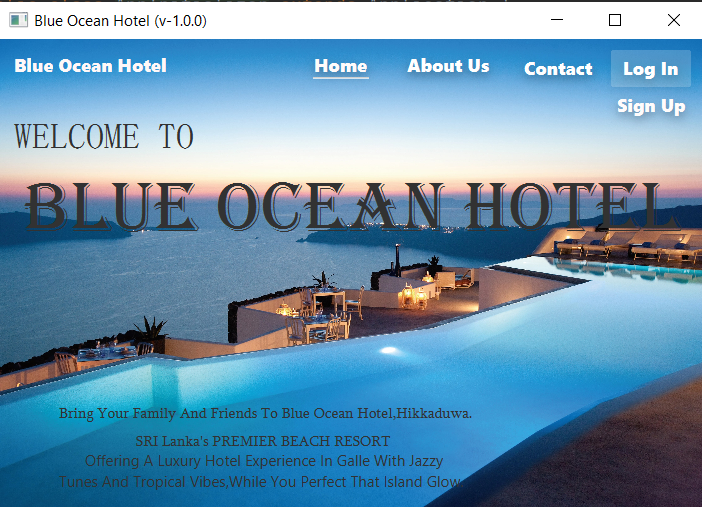 Blue Ocean Hotel (v-1.0.0)
Blue Ocean Hotel Home About Us Contact Log In
Sign Up
WELCOME TO
BLUE OCEAN HOTEL
Bring Your Family And Friends To Blue Ocean Hotel,Hikkaduwa.
SRI Lanka's PREMIER BEACH RESORT
Offering A Luxury Hotel Experience In Galle With Jazzy
Tunes And Tropical Vibes,While You Perfect That Island Glow